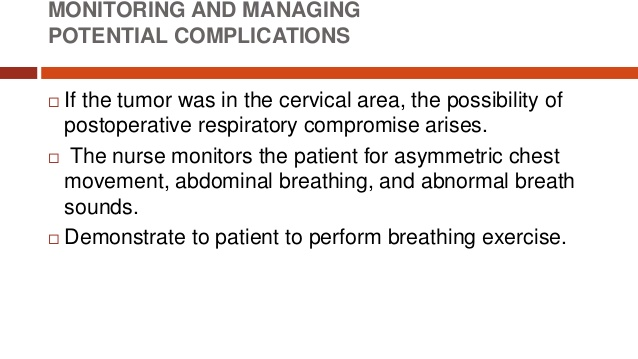 MONITORING AND MANAGING
POTENTIAL COMPLICATIONS
If the tumor was in the cervical area, the possibility of
postoperative respiratory compromise arises.
The nurse monitors the patient for asymmetric chest
movement, abdominal breathing, and abnormal breath
sounds.
Demonstrate to patient to perform breathing exercise.